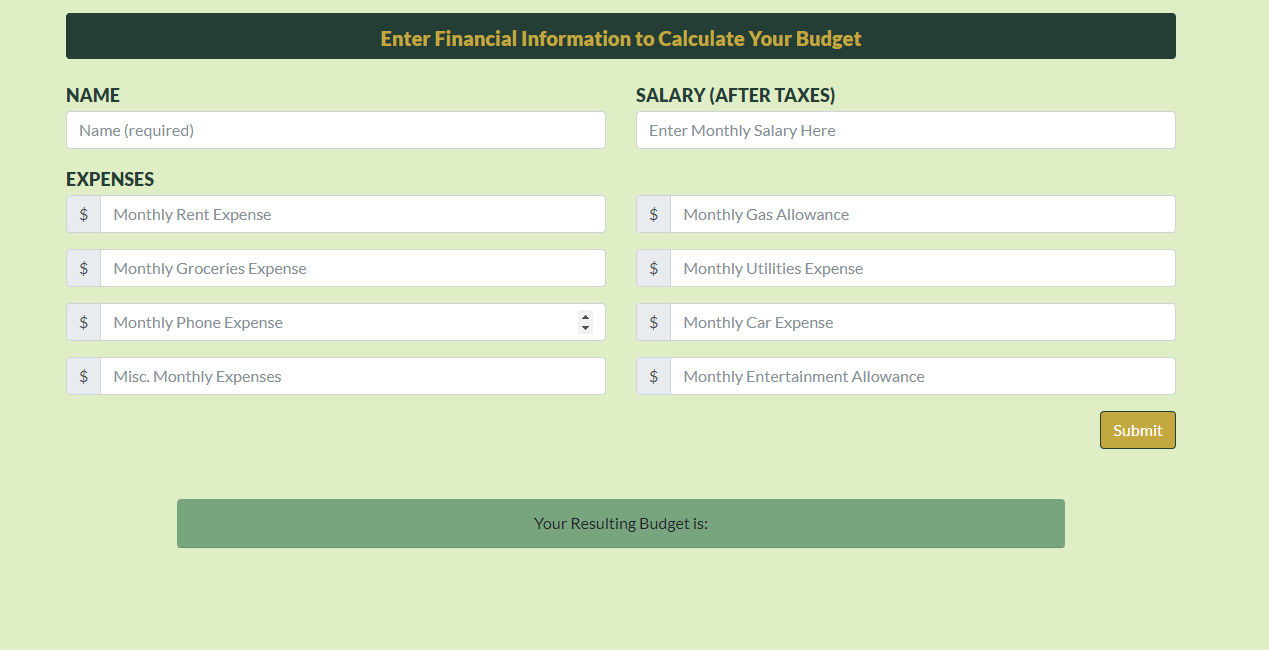 Enter Financial Information to Calculate Your Budget
NAME
SALARY (AFTER TAXES)
Name (required)
Enter Monthly Salary Here
EXPENSES
$ Monthly Rent Expense
$ Monthly Gas Allowance
$ Monthly Groceries Expense
$ Monthly Utilities Expense
$ Monthly Phone Expense
$ Monthly Car Expense
$ Misc. Monthly Expenses
$ Monthly Entertainment Allowance
Submit
Your Resulting Budget is: